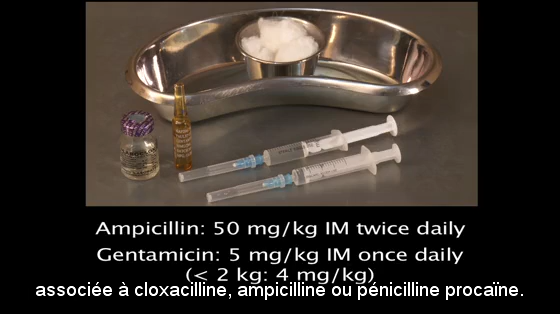 Ampicillin: 50 mg/kg IM twice daily
Gentamicin: 5 mg/kg IM once daily
(< 2 kg: 4 mg/kg)
associée à cloxacilline, ampicilline ou pénicilline procaïne.